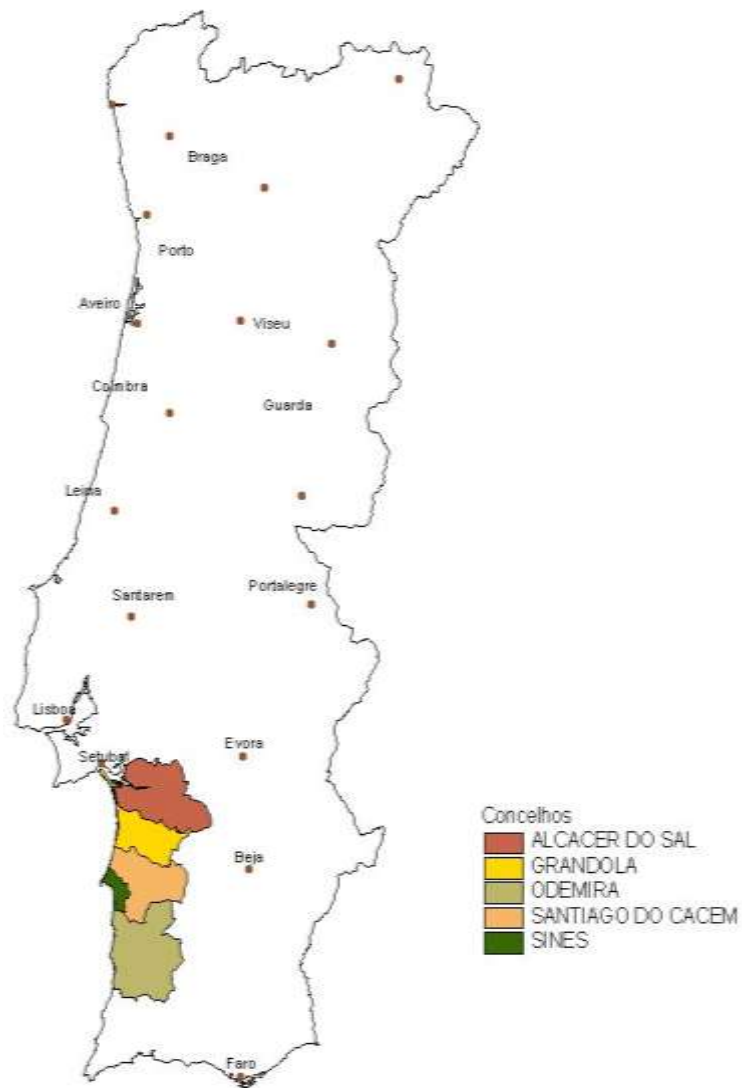 Braga
Porto
Aveiro
Viseu
Coimbra
Guarda
Leiria
Portalegre
Santarem
Lisboa
Evora
Setubal
Beja
Faro
Concelhos
ALCACER DO SAL
GRANDOLA
ODEMIRA
SANTIAGO DO CACEM
SINES